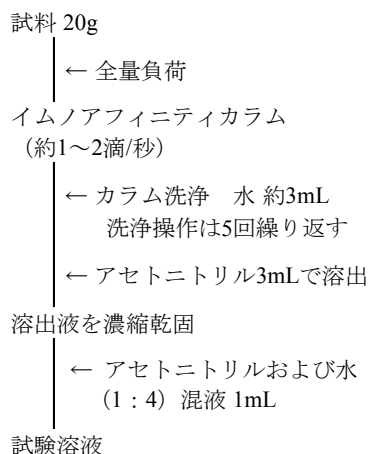 試料 20g
← 全量負荷
イムノアフィニティカラム
（約1～2滴/秒）
← カラム洗浄　水 約3mL
洗浄操作は5回繰り返す
← アセトニトリル3mLで溶出
溶出液を濃縮乾固
← アセトニトリルおよび水
（1：4）混液 1mL
試験溶液